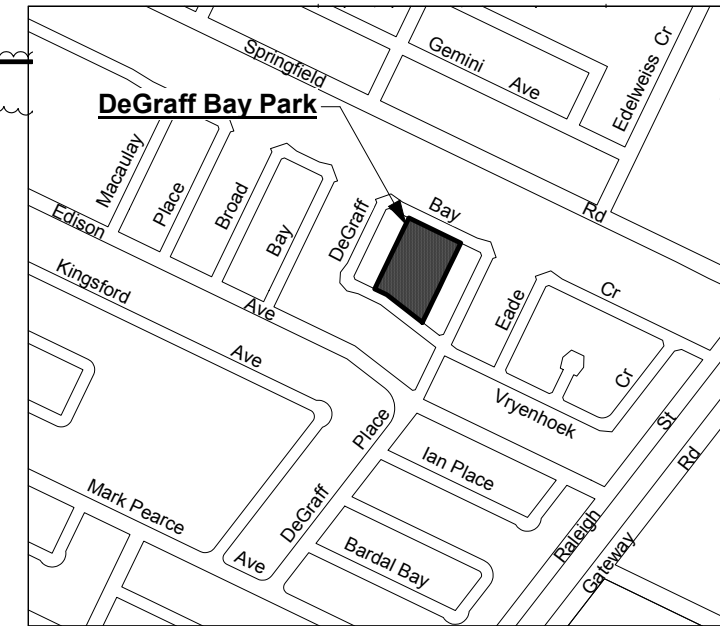 Springfield
Gemini
Ave
Edelweiss Cr
DeGraff Bay Park
Macaulay
Place
Broad
Bay
DeGraff
Bay
Rd
Edison
Ave
Kingsford
Ave
Eade
Cr
Cr
Vryenhoek
St
Rd
Place
Ian Place
Mark Pearce
Ave
DeGraff
Bardal Bay
Raleigh
Gateway